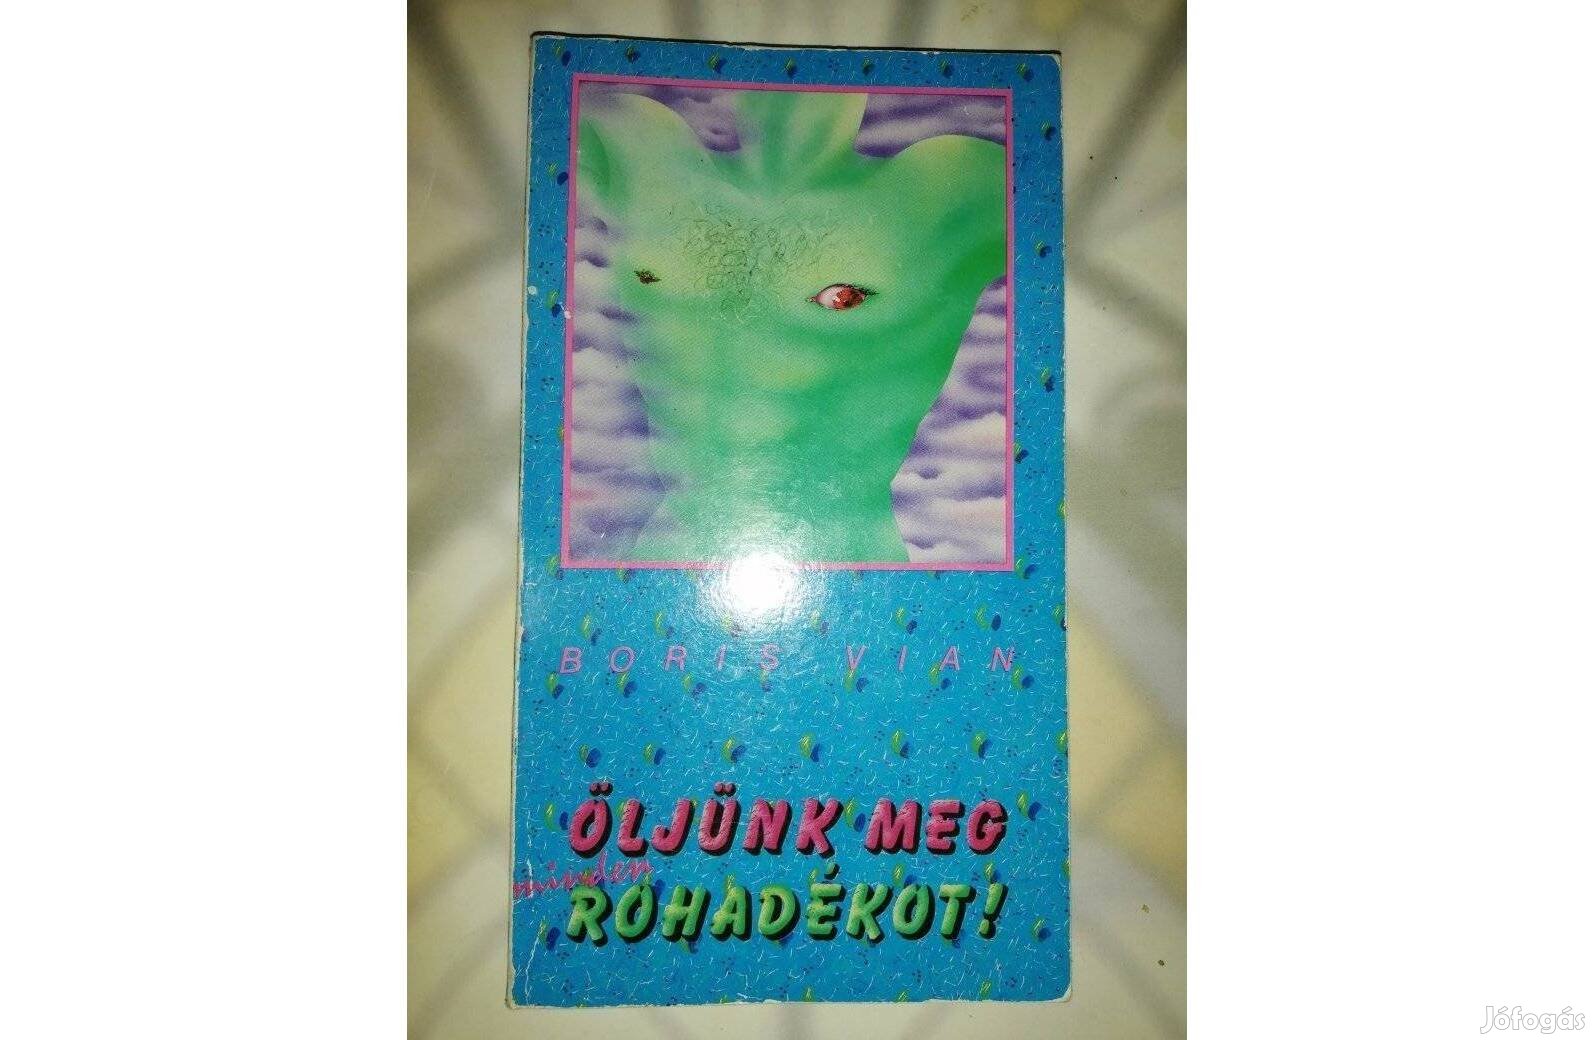 BORIS VIAN
ÖLJÜNK MEG
minden
ROHADÉKOT!
Jófogás